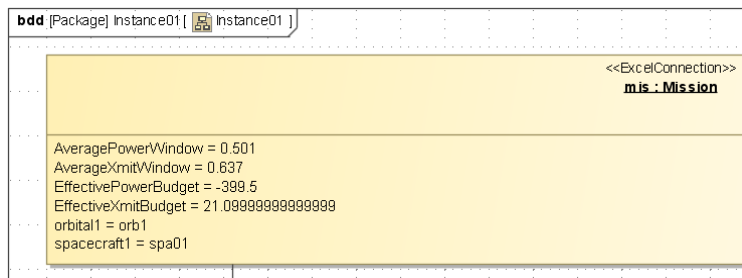 bdd [Package] Instance01 [ Instance01 ]
<<ExcelConnection>>
mis : Mission
AveragePowerWindow = 0.501
AverageXmitWindow = 0.637
EffectivePowerBudget = -399.5
EffectiveXmitBudget = 21.09999999999999
orbital1 = orb1
spacecraft1 = spa01